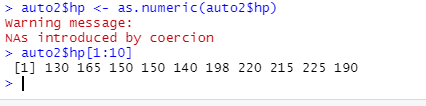 > auto2$hp <- as.numeric(auto2$hp)
Warning message:
NAs introduced by coercion
> auto2$hp[1:10]
[1] 130 165 150 150 140 198 220 215 225 190
>